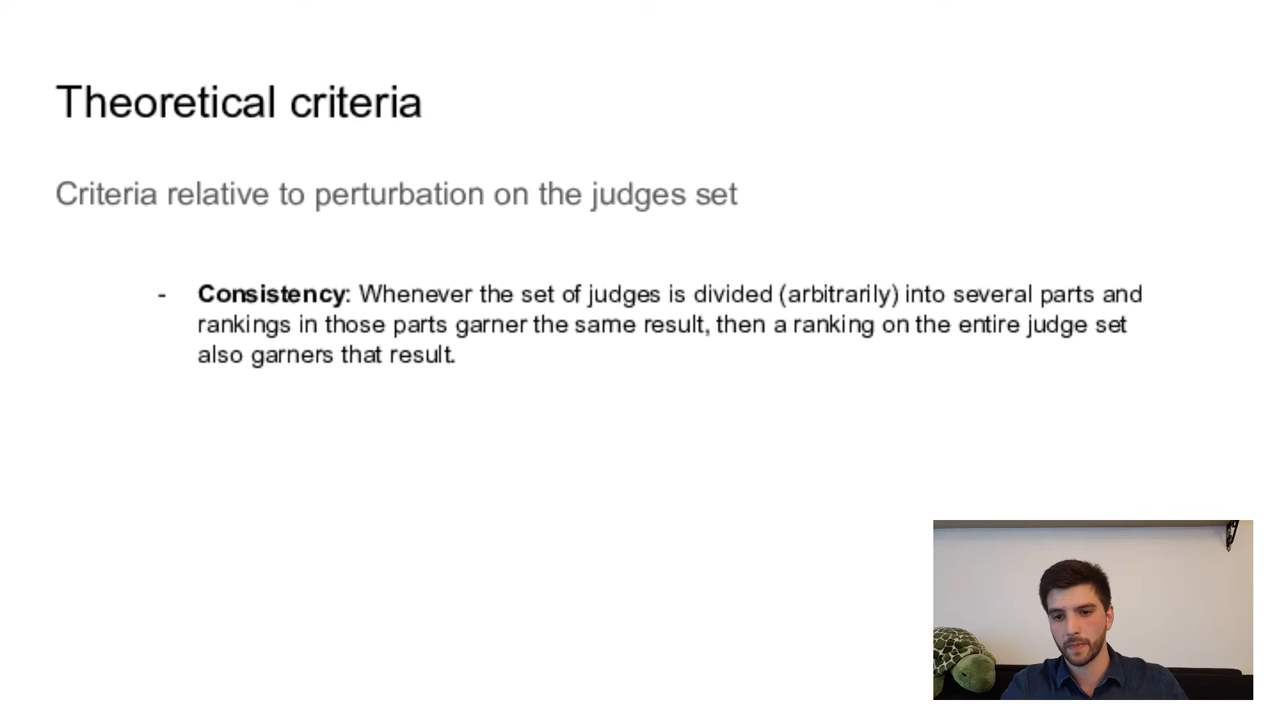 Theoretical criteria
Criteria relative to perturbation on the judges set
- Consistency: Whenever the set of judges is divided (arbitrarily) into several parts and
rankings in those parts garner the same result, then a ranking on the entire judge set
also garners that result.